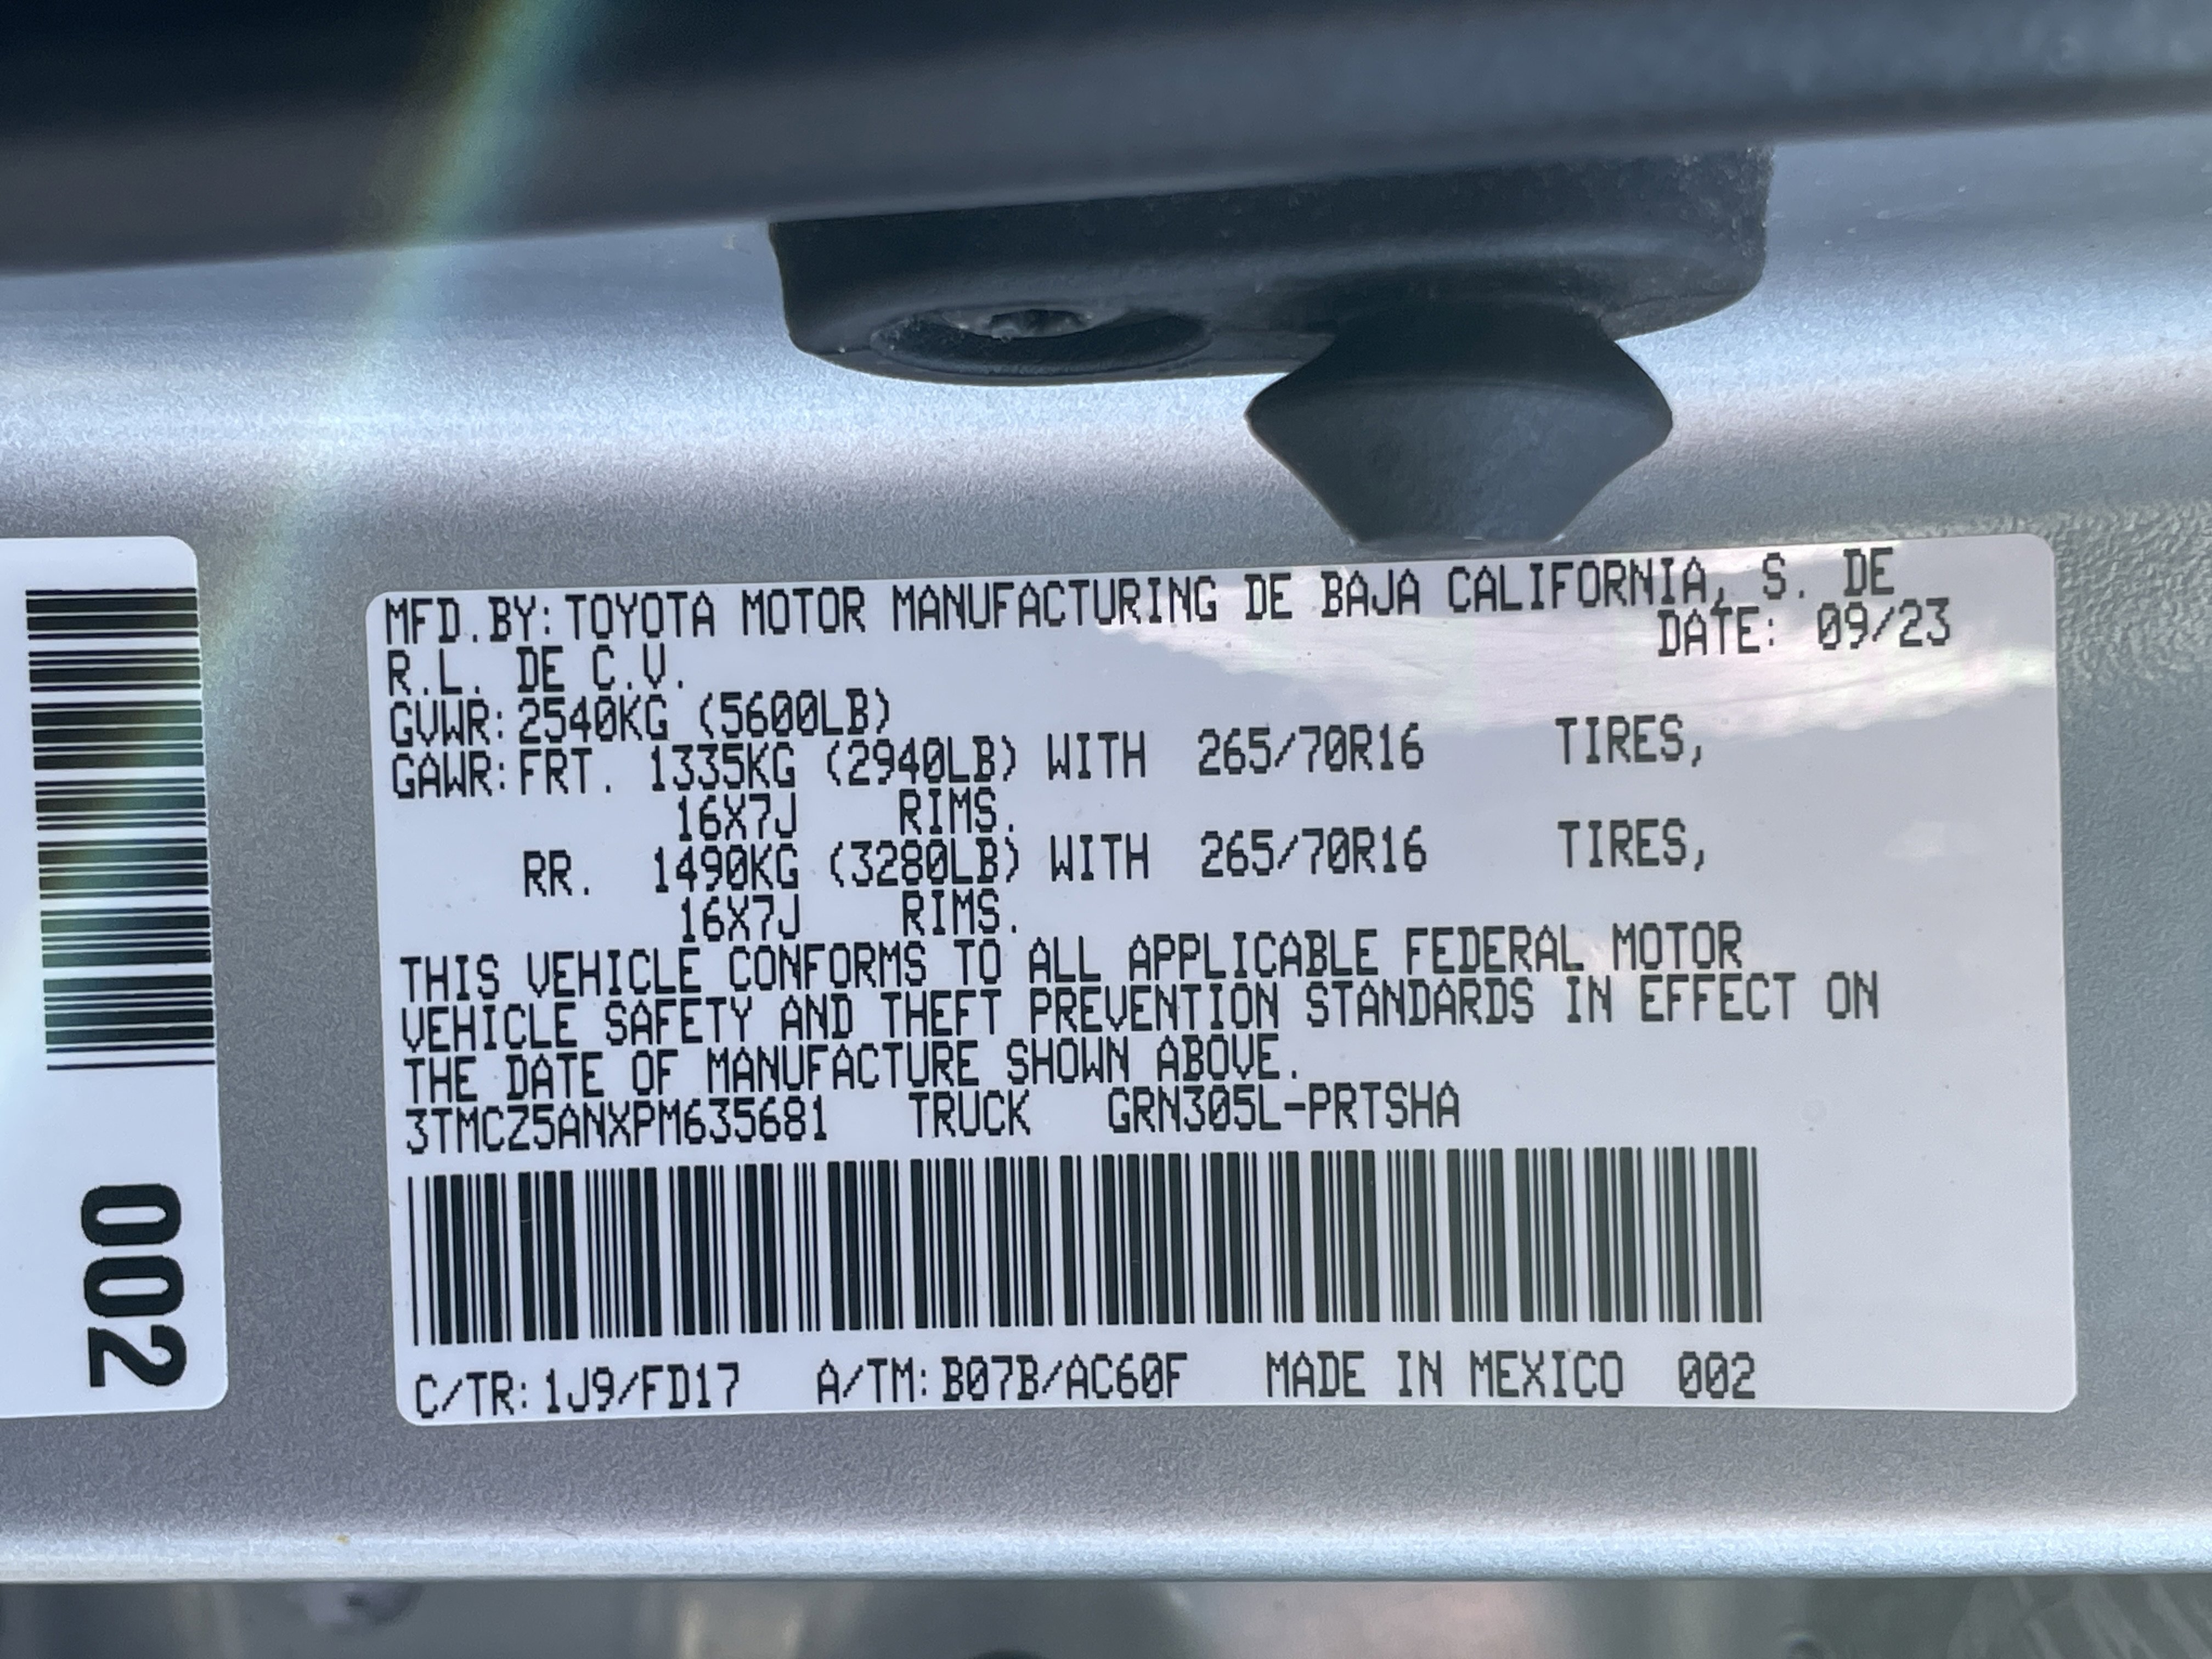 MFD.BY:TOYOTA MOTOR MANUFACTURING DE BAJA CALIFORNIA, S. DE
R.L. DE C.V. DATE: 09/23
GVWR:2540KG (5600LB)
GAWR:FRT. 1335KG (2940LB) WITH 265/70R16 TIRES,
16X7J RIMS.
RR. 1490KG (3280LB) WITH 265/70R16 TIRES,
16X7J RIMS.
THIS VEHICLE CONFORMS TO ALL APPLICABLE FEDERAL MOTOR
VEHICLE SAFETY AND THEFT PREVENTION STANDARDS IN EFFECT ON
THE DATE OF MANUFACTURE SHOWN ABOVE.
3TMCZ5ANXPM635681 TRUCK GRN305L-PRTSHA
C/TR:1J9/FD17 A/TM:B07B/AC60F MADE IN MEXICO 002
002